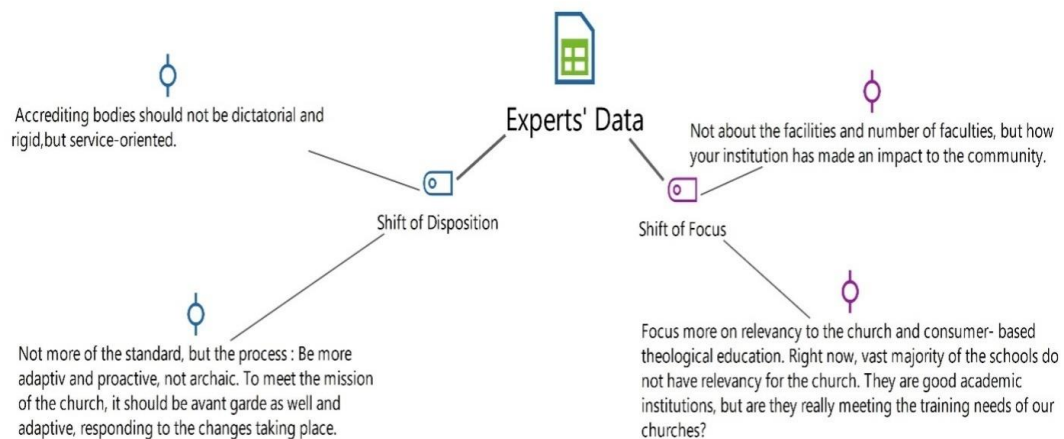 Experts' Data
Accrediting bodies should not be dictatorial and
rigid,but service-oriented.
Not about the facilities and number of faculties, but how
your institution has made an impact to the community.
Shift of Disposition
Shift of Focus
Not more of the standard, but the process : Be more
adaptiv and proactive, not archaic. To meet the mission
of the church, it should be avant garde as well and
adaptive, responding to the changes taking place.
Focus more on relevancy to the church and consumer- based
theological education. Right now, vast majority of the schools do
not have relevancy for the church. They are good academic
institutions, but are they really meeting the training needs of our
churches?